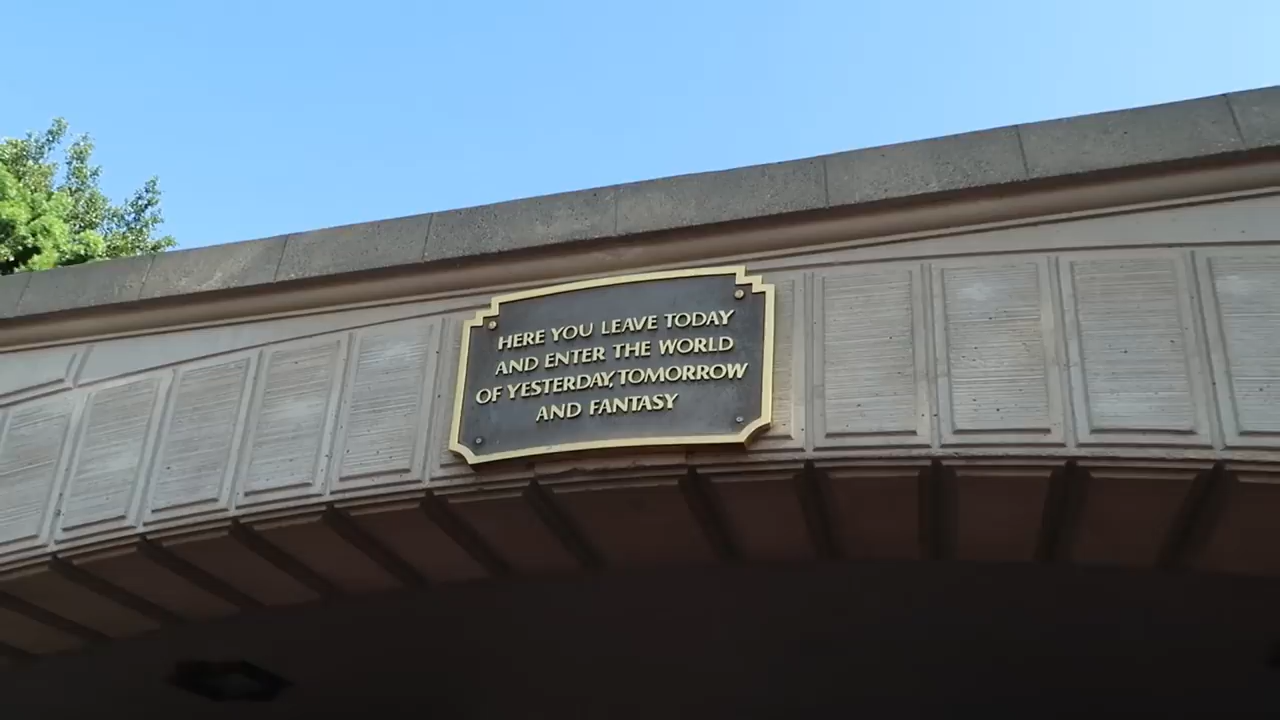 HERE YOU LEAVE TODAY
AND ENTER THE WORLD
OF YESTERDAY, TOMORROW
AND FANTASY